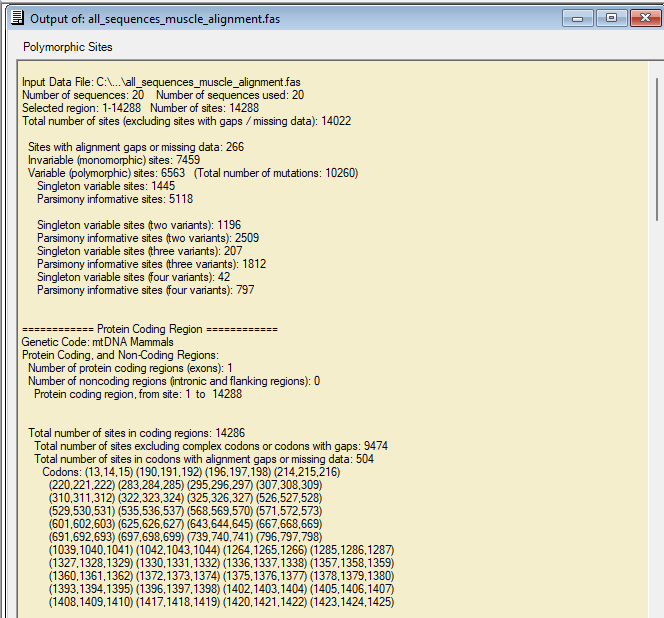 Output of: all_sequences_muscle_alignment.fas
Polymorphic Sites
Input Data File: C:\...\all_sequences_muscle_alignment.fas
Number of sequences: 20    Number of sequences used: 20
Selected region: 1-14288   Number of sites: 14288
Total number of sites (excluding sites with gaps / missing data): 14022
Sites with alignment gaps or missing data: 266
Invariable (monomorphic) sites: 7459
Variable (polymorphic) sites: 6563   (Total number of mutations: 10260)
Singleton variable sites: 1445
Parsimony informative sites: 5118
Singleton variable sites (two variants): 1196
Parsimony informative sites (two variants): 2509
Singleton variable sites (three variants): 207
Parsimony informative sites (three variants): 1812
Singleton variable sites (four variants): 42
Parsimony informative sites (four variants): 797
============ Protein Coding Region ============
Genetic Code: mtDNA Mammals
Protein Coding, and Non-Coding Regions:
Number of protein coding regions (exons): 1
Number of noncoding regions (intronic and flanking regions): 0
Protein coding region, from site: 1  to  14288
Total number of sites in coding regions: 14286
Total number of sites excluding complex codons or codons with gaps: 9474
Total number of sites in codons with alignment gaps or missing data: 504
Codons: (13,14,15) (190,191,192) (196,197,198) (214,215,216)
(220,221,222) (283,284,285) (295,296,297) (307,308,309)
(310,311,312) (322,323,324) (325,326,327) (526,527,528)
(529,530,531) (535,536,537) (568,569,570) (571,572,573)
(601,602,603) (625,626,627) (643,644,645) (667,668,669)
(691,692,693) (697,698,699) (739,740,741) (796,797,798)
(1039,1040,1041) (1042,1043,1044) (1264,1265,1266) (1285,1286,1287)
(1327,1328,1329) (1330,1331,1332) (1336,1337,1338) (1357,1358,1359)
(1360,1361,1362) (1372,1373,1374) (1375,1376,1377) (1378,1379,1380)
(1393,1394,1395) (1396,1397,1398) (1402,1403,1404) (1405,1406,1407)
(1408,1409,1410) (1417,1418,1419) (1420,1421,1422) (1423,1424,1425)